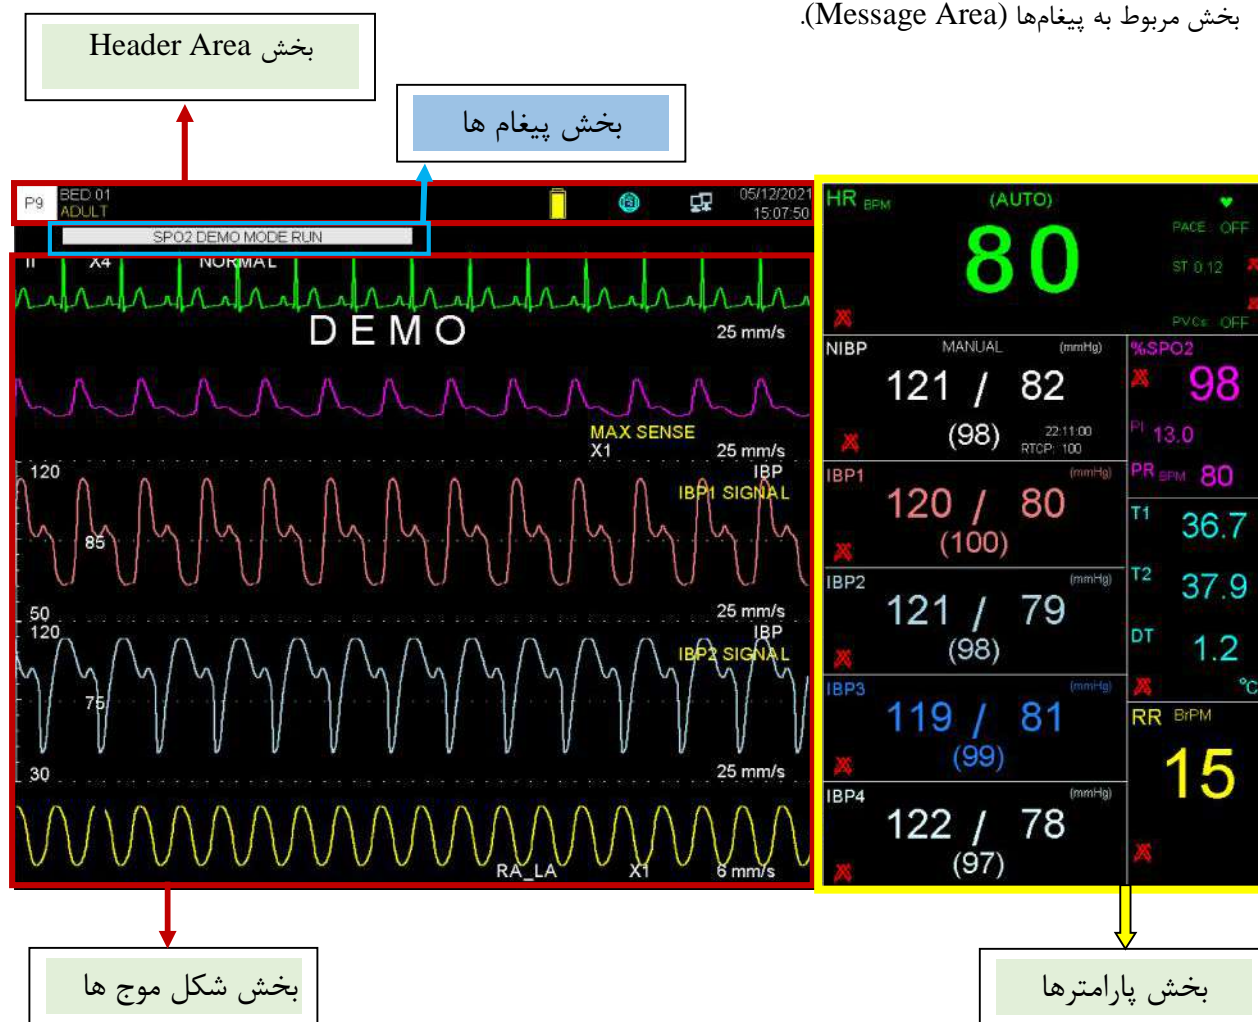 بخش مربوط به پیغام‌ها (Message Area).
بخش Header Area
بخش پیغام ها
P9
BED 01
ADULT
05/12/2021
15:07:50
SPO2 DEMO MODE RUN
II X4 NORMAL
DEMO
25 mm/s
MAX SENSE
X1 25 mm/s
120 IBP
IBP1 SIGNAL
85
50 25 mm/s
120 IBP
IBP2 SIGNAL
75
30 25 mm/s
RA_LA X1 6 mm/s
HR BPM (AUTO)
80
PACE: OFF
ST 0.12
PVCs: OFF
NIBP MANUAL (mmHg)
121 / 82
(98)
22:11:00
RTCP: 100
%SPO2
98
PI 13.0
PR BPM 80
IBP1 (mmHg)
120 / 80
(100)
IBP2 (mmHg)
121 / 79
(98)
IBP3 (mmHg)
119 / 81
(99)
IBP4 (mmHg)
122 / 78
(97)
T1 36.7
T2 37.9
DT 1.2
°C
RR BrPM
15
بخش شکل موج ها
بخش پارامترها